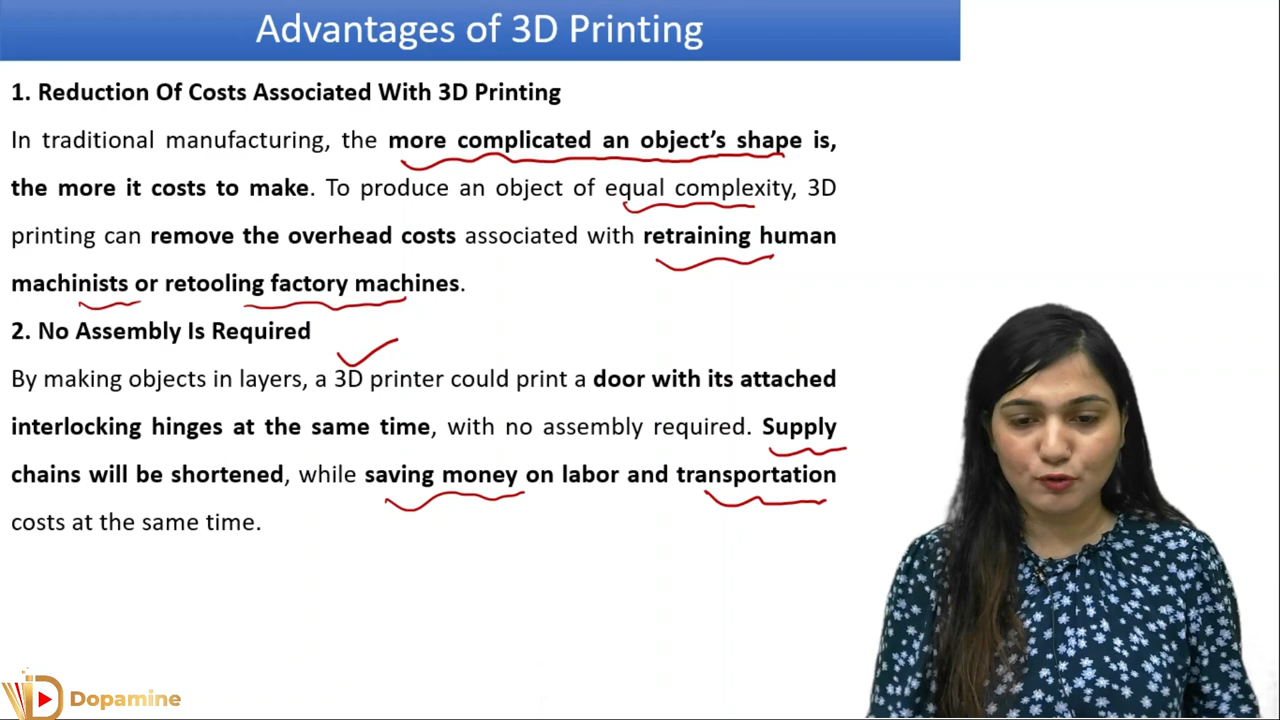 Advantages of 3D Printing
1. Reduction Of Costs Associated With 3D Printing
In traditional manufacturing, the more complicated an object's shape is,
the more it costs to make. To produce an object of equal complexity, 3D
printing can remove the overhead costs associated with retraining human
machinists or retooling factory machines.
2. No Assembly Is Required
By making objects in layers, a 3D printer could print a door with its attached
interlocking hinges at the same time, with no assembly required. Supply
chains will be shortened, while saving money on labor and transportation
costs at the same time.
Dopamine